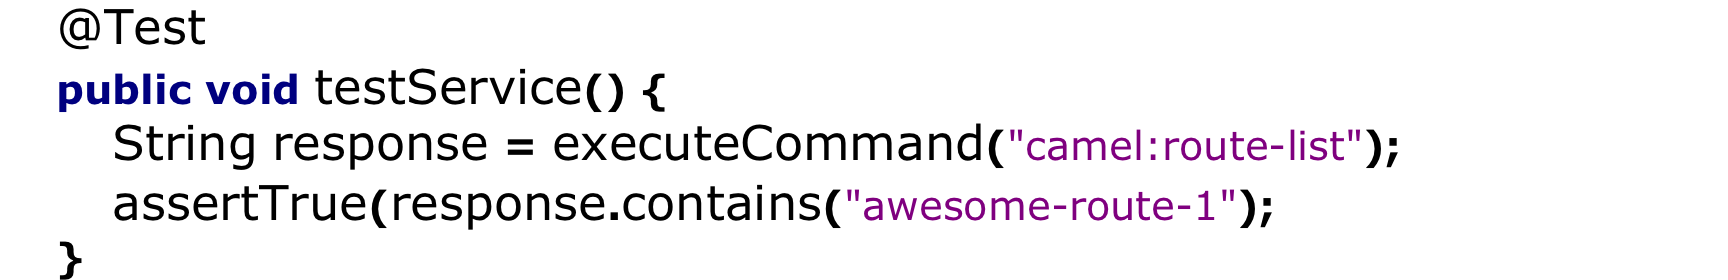 @Test
public void testService() {
String response = executeCommand("camel:route-list");
assertTrue(response.contains("awesome-route-1");
}